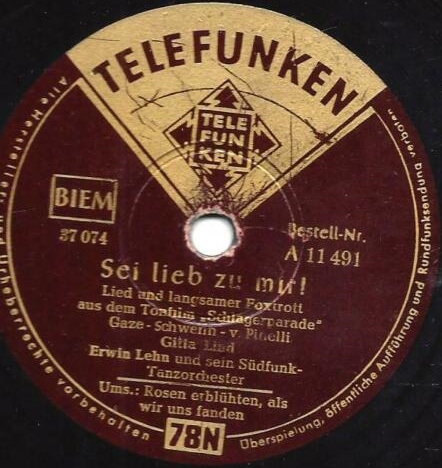 TELEFUNKEN
TELE
FUN
KEN
BIEM
37 074
Bestell-Nr.
A 11 491
Sei lieb zu mir!
Lied und langsamer Foxtrott
aus dem Tonfilm „Schlagerparade"
Gaze - Schwenn - v. Pinelli
Gitta Lind
Erwin Lehn und sein Südfunk-
Tanzorchester
Ums.: Rosen erblühten, als
wir uns fanden
78N
Alle Hersteller- und Urheberrechte vorbehalten
Überspielung, öffentliche Aufführung und Rundfunksendung verboten